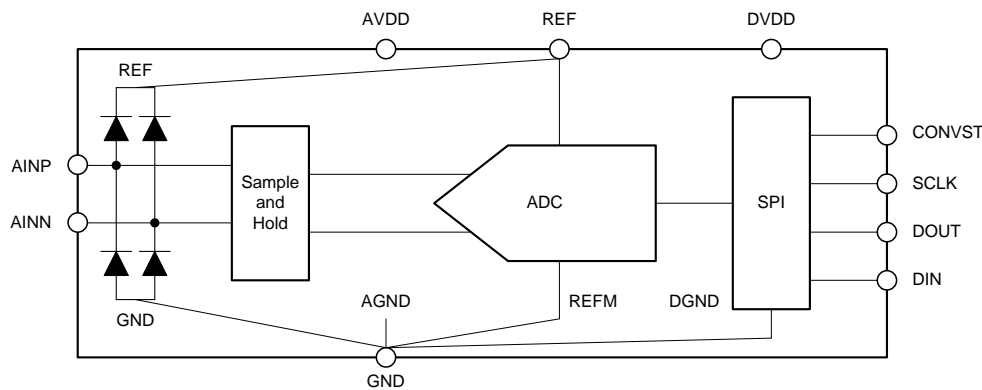 AVDD
REF
DVDD
REF
CONVST
AINP
Sample
and
Hold
SCLK
ADC
SPI
AINN
DOUT
DIN
AGND
REFM
DGND
GND
GND